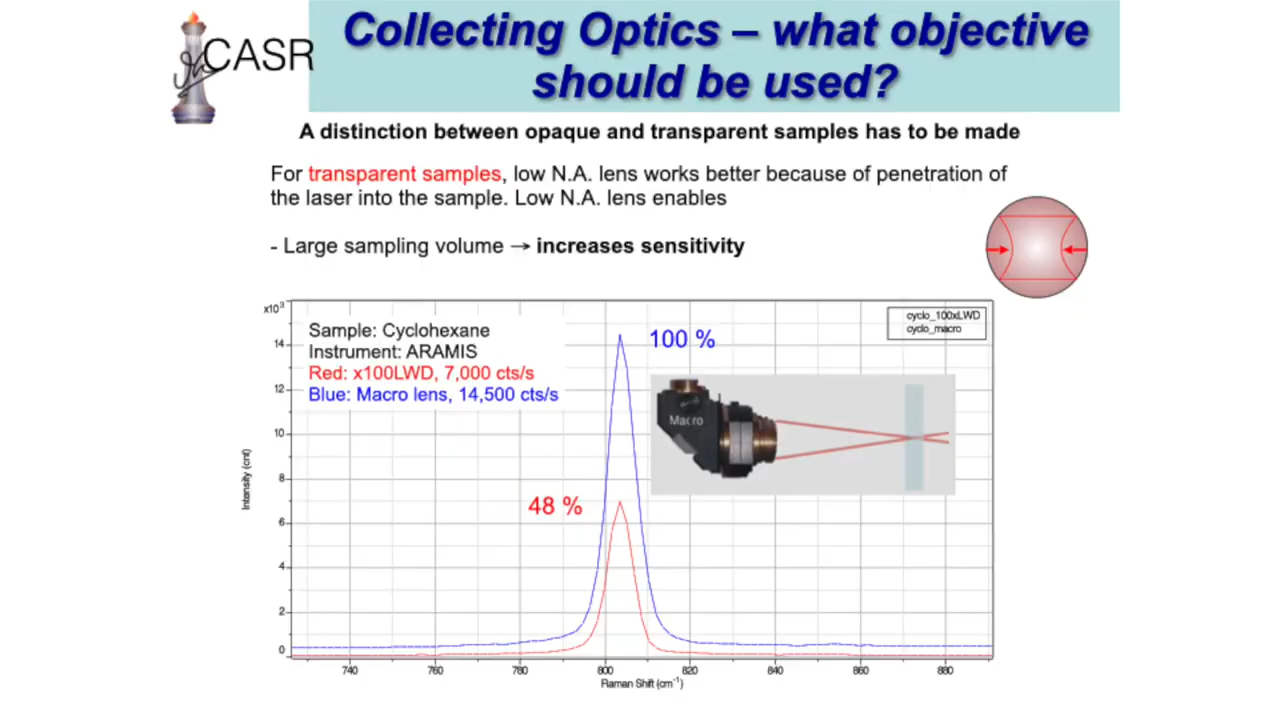 CASR
Collecting Optics – what objective
should be used?
A distinction between opaque and transparent samples has to be made
For transparent samples, low N.A. lens works better because of penetration of
the laser into the sample. Low N.A. lens enables
- Large sampling volume → increases sensitivity
x10³
cyclo_100xLWD
cyclo_macro
Sample: Cyclohexane
Instrument: ARAMIS
Red: x100LWD, 7,000 cts/s
Blue: Macro lens, 14,500 cts/s
100 %
Macro
48 %
14
12
10
8
6
4
2
0
Intensity (cnt)
740 760 780 800 820 840 860 880
Raman Shift (cm⁻¹)